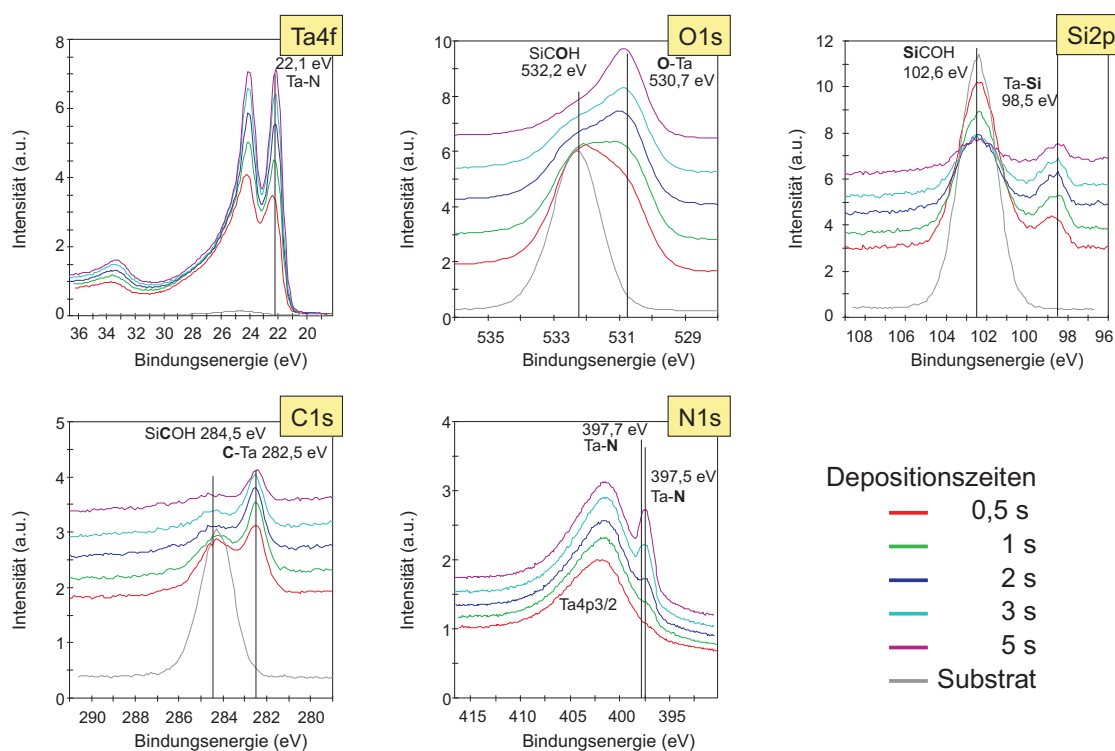 Ta4f
Intensität (a.u.)
8
7
6
5
4
3
2
1
0
22,1 eV
Ta-N
36 34 32 30 28 26 24 22 20 18
Bindungsenergie (eV)
O1s
Intensität (a.u.)
10
8
6
4
2
0
SiCOH
532,2 eV
O-Ta
530,7 eV
535 533 531 529
Bindungsenergie (eV)
Si2p
Intensität (a.u.)
12
10
8
6
4
2
0
SiCOH
102,6 eV
Ta-Si
98,5 eV
108 106 104 102 100 98 96
Bindungsenergie (eV)
C1s
Intensität (a.u.)
5
4
3
2
1
0
SiCOH 284,5 eV
C-Ta 282,5 eV
290 288 286 284 282 280
Bindungsenergie (eV)
N1s
Intensität (a.u.)
4
3
2
1
0
397,7 eV
Ta-N
397,5 eV
Ta-N
Ta4p3/2
415 410 405 400 395
Bindungsenergie (eV)
Depositionszeiten
0,5 s
1 s
2 s
3 s
5 s
Substrat